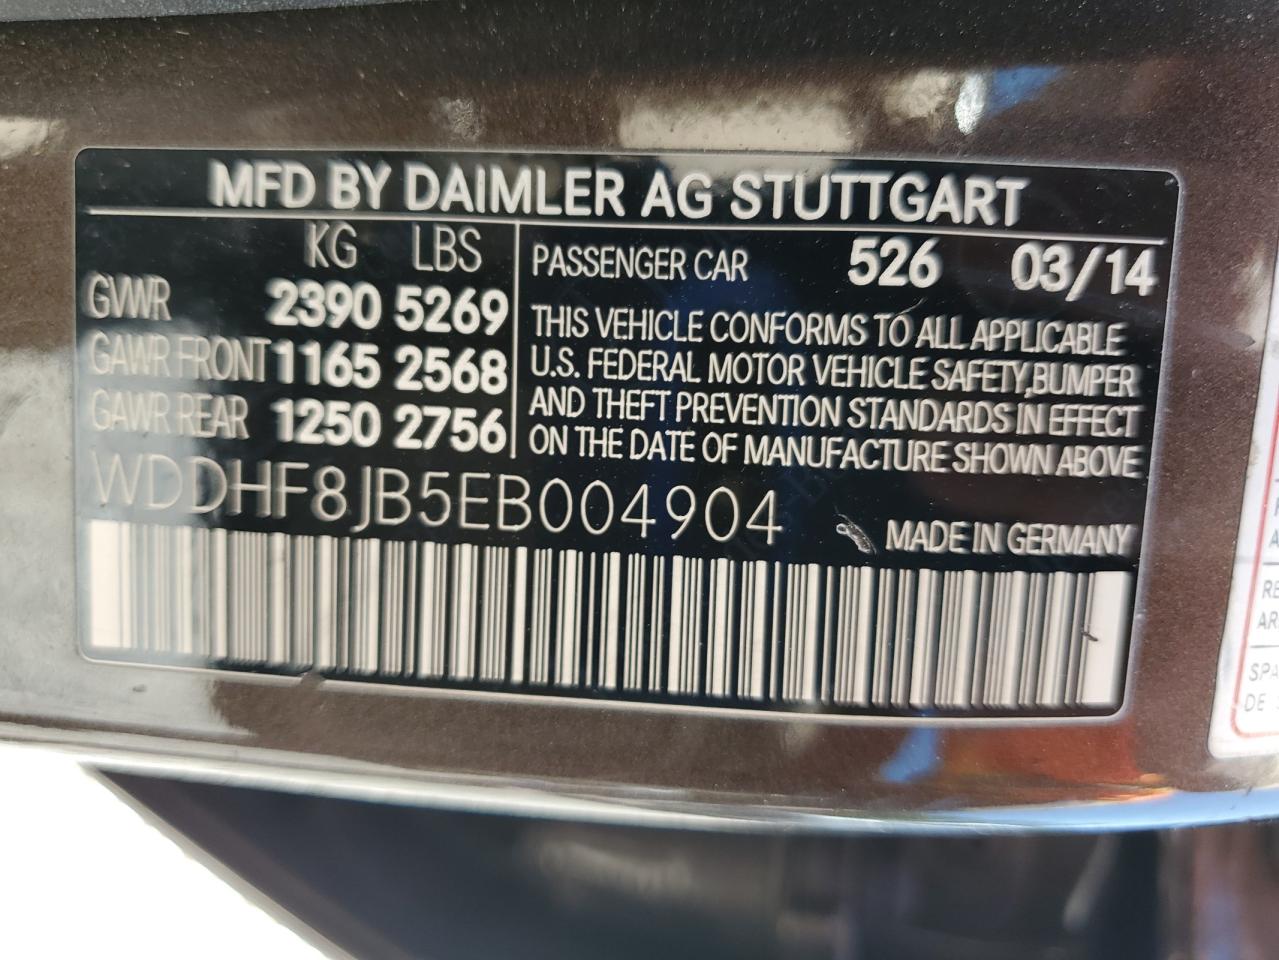 MFD BY DAIMLER AG STUTTGART
KG LBS
GVWR 2390 5269
GAWR FRONT 1165 2568
GAWR REAR 1250 2756
PASSENGER CAR 526 03/14
THIS VEHICLE CONFORMS TO ALL APPLICABLE
U.S. FEDERAL MOTOR VEHICLE SAFETY,BUMPER
AND THEFT PREVENTION STANDARDS IN EFFECT
ON THE DATE OF MANUFACTURE SHOWN ABOVE
WDDHF8JB5EB004904
MADE IN GERMANY
SPA
DE